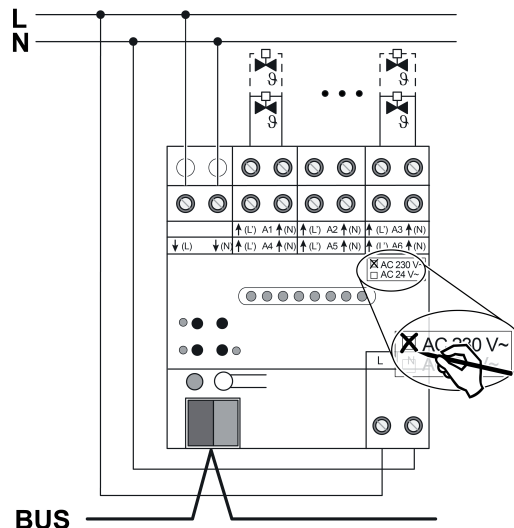 L
N
ϑ ϑ
ϑ ϑ
(L') A1 (N) (L') A2 (N) (L') A3 (N)
(L) (N) (L') A4 (N) (L') A5 (N) (L') A6 (N)
AC 230 V~
AC 24 V~
AC 230 V~
L N
BUS